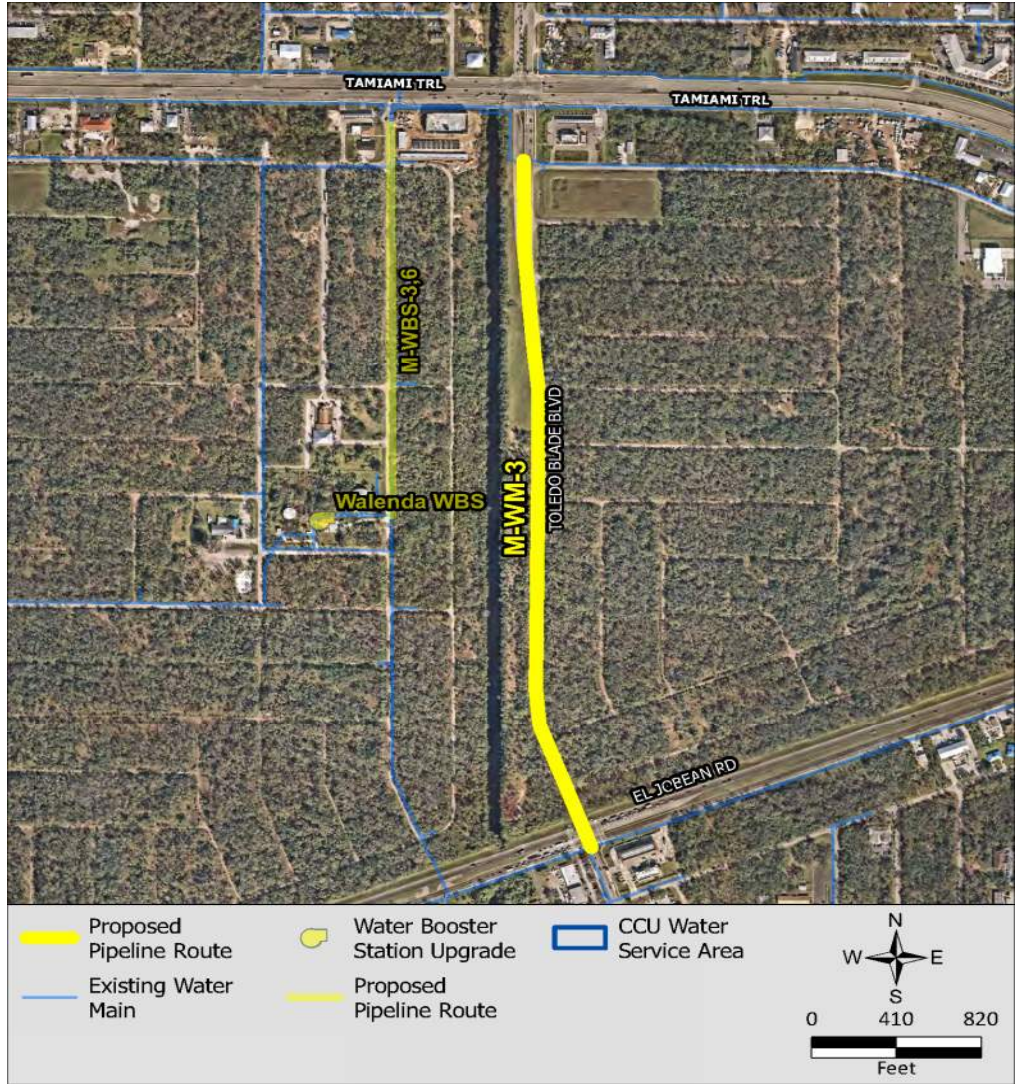 TAMIAMI TRL
TAMIAMI TRL
M-WBS-3,6
TOLEDO BLADE BLVD
M-WM-3
Walenda WBS
EL JOBEAN RD
Proposed
Pipeline Route
Water Booster
Station Upgrade
CCU Water
Service Area
Existing Water
Main
Proposed
Pipeline Route
N
W
E
S
0 410 820
Feet